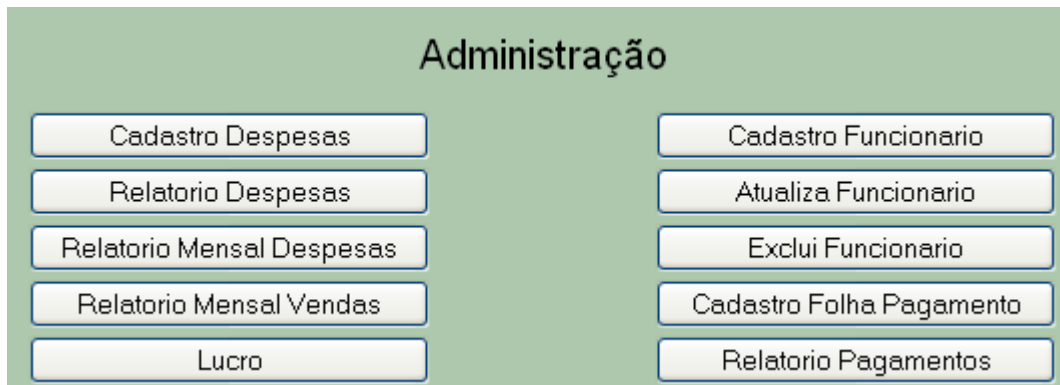 Administração
Cadastro Despesas
Relatorio Despesas
Relatorio Mensal Despesas
Relatorio Mensal Vendas
Lucro
Cadastro Funcionario
Atualiza Funcionario
Exclui Funcionario
Cadastro Folha Pagamento
Relatorio Pagamentos